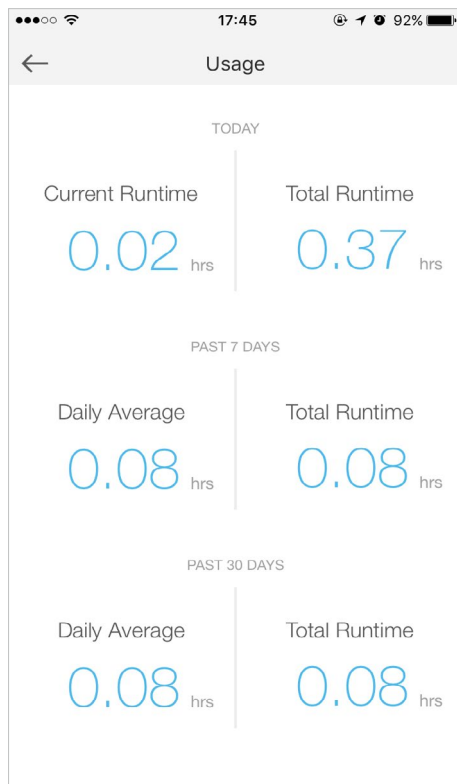 17:45 92%
Usage
TODAY
Current Runtime Total Runtime
0.02 hrs 0.37 hrs
PAST 7 DAYS
Daily Average Total Runtime
0.08 hrs 0.08 hrs
PAST 30 DAYS
Daily Average Total Runtime
0.08 hrs 0.08 hrs